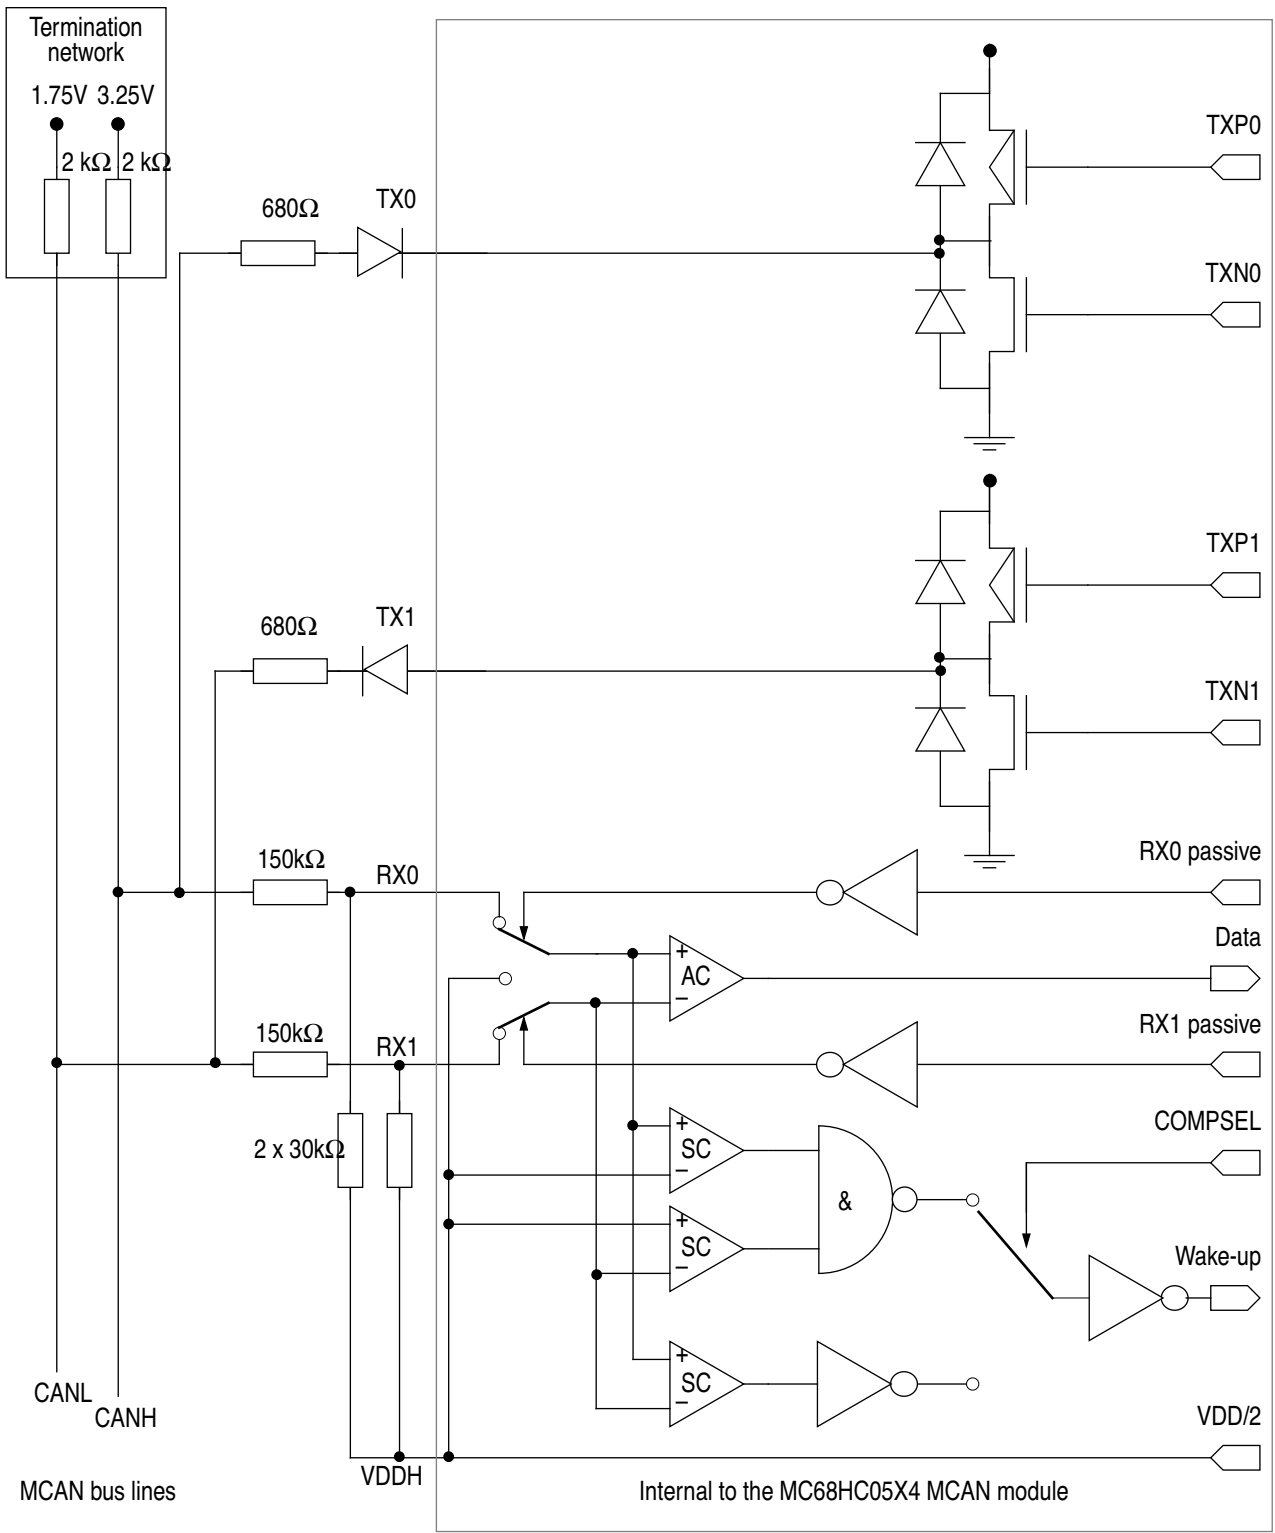 Termination
network
1.75V 3.25V
2 kΩ 2 kΩ
TXP0
TX0
680Ω
TXN0
TXP1
TX1
680Ω
TXN1
RX0 passive
150kΩ
RX0
Data
+
AC
−
RX1 passive
150kΩ
RX1
COMPSEL
+
SC
−
2 x 30kΩ
&
+
SC
−
Wake-up
+
SC
−
CANL
CANH
VDD/2
VDDH
MCAN bus lines
Internal to the MC68HC05X4 MCAN module